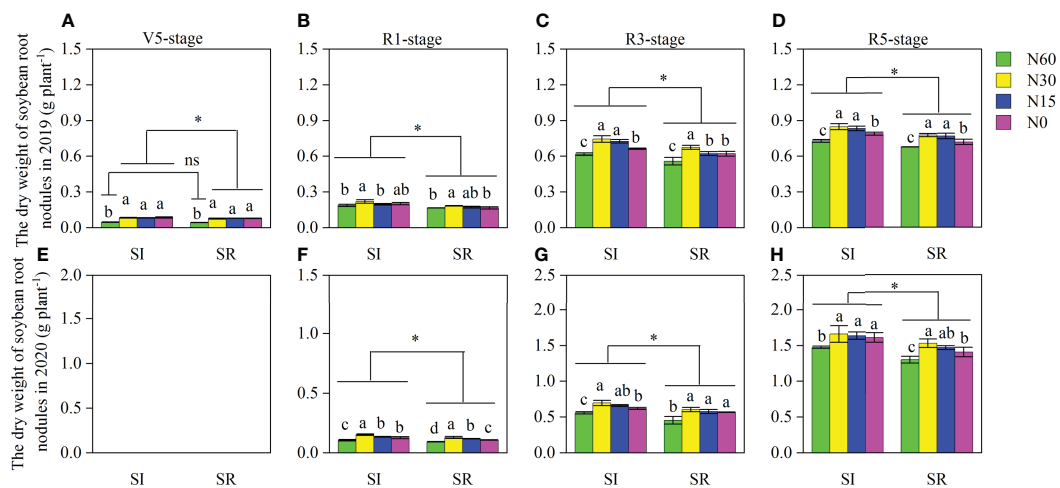 A
V5-stage
B
R1-stage
C
R3-stage
D
R5-stage
The dry weight of soybean root
nodules in 2019 (g plant⁻¹)
1.5
1.2
0.9
0.6
0.3
0.0
*
ns
b a a a
b a a a
SI SR
1.5
1.2
0.9
0.6
0.3
0.0
*
b a b ab
b a ab b
SI SR
1.5
1.2
0.9
0.6
0.3
0.0
*
c a a b
c a b b
SI SR
1.5
1.2
0.9
0.6
0.3
0.0
*
c a a b
c a a b
SI SR
N60
N30
N15
N0
E
F
G
H
The dry weight of soybean root
nodules in 2020 (g plant⁻¹)
2.0
1.5
1.0
0.5
0.0
SI SR
1.5
1.0
0.5
0.0
*
c a b b
d a b c
SI SR
2.5
2.0
1.5
1.0
0.5
0.0
*
c a ab b
b a a a
SI SR
2.5
2.0
1.5
1.0
0.5
0.0
*
b a a a
c a ab b
SI SR